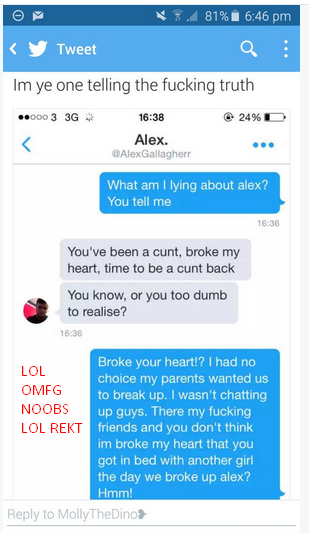 81% 6:46 pm
Tweet
Im ye one telling the fucking truth
3 3G 16:38 24%
Alex.
@AlexGallagherr
What am I lying about alex?
You tell me
16:36
You've been a cunt, broke my
heart, time to be a cunt back
You know, or you too dumb
to realise?
16:36
LOL
OMFG
NOOBS
LOL REKT
Broke your heart!? I had no
choice my parents wanted us
to break up. I wasn't chatting
up guys. There my fucking
friends and you don't think
im broke my heart that you
got in bed with another girl
the day we broke up alex?
Hmm!
Reply to MollyTheDino